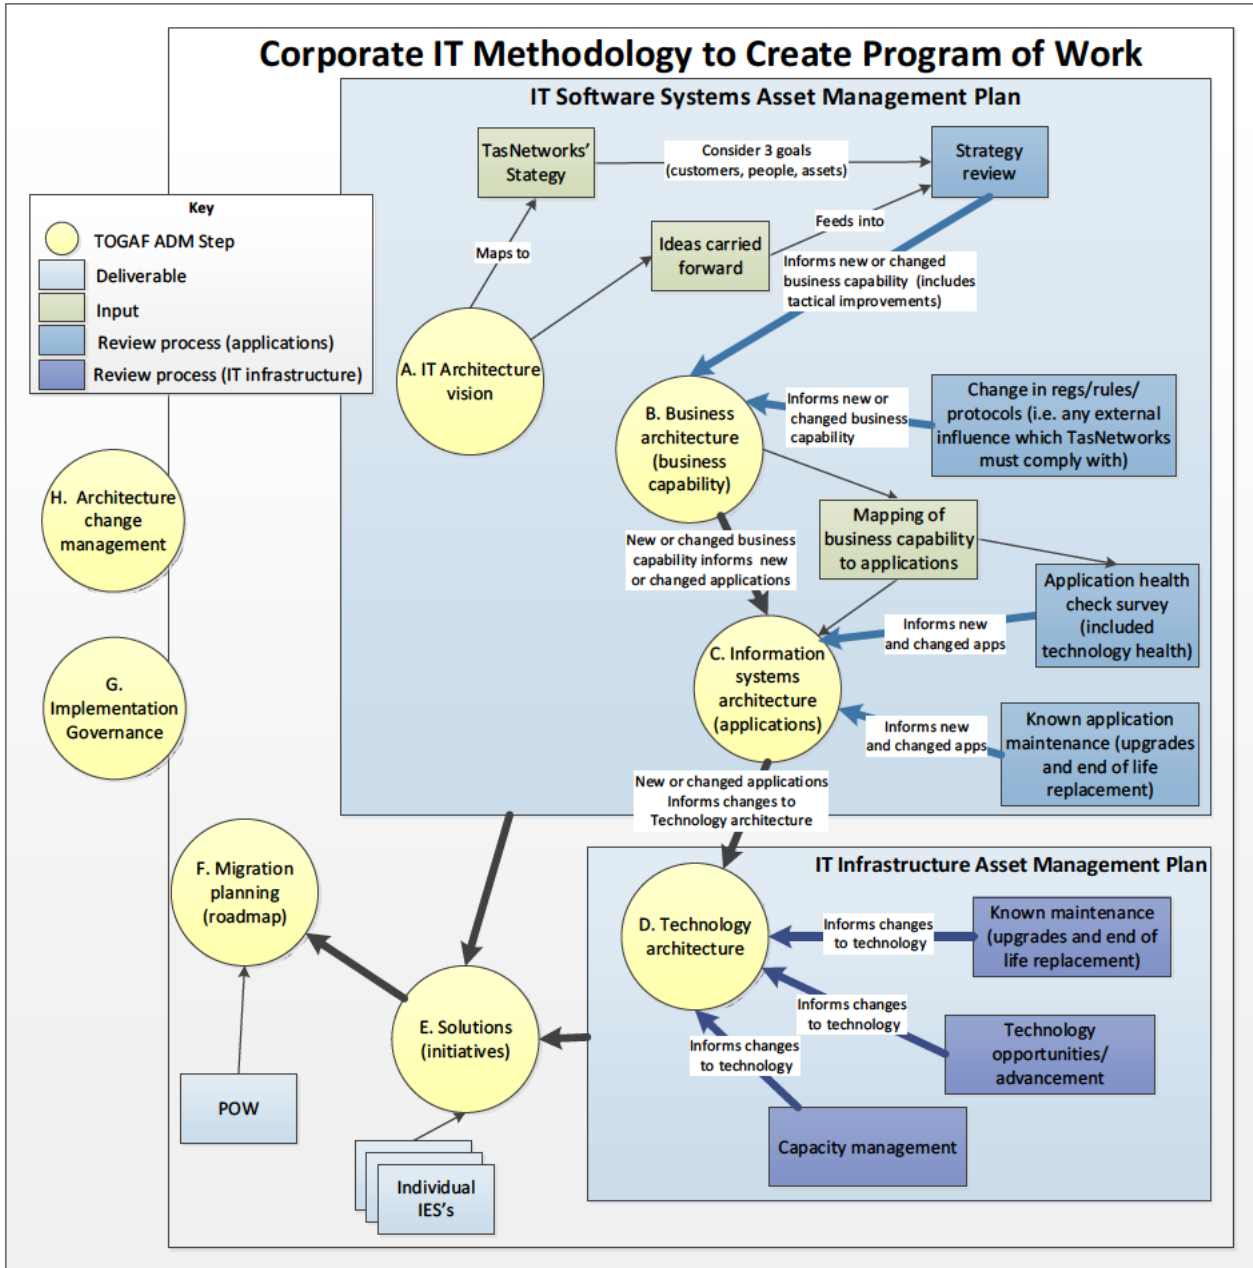 Corporate IT Methodology to Create Program of Work
IT Software Systems Asset Management Plan
TasNetworks’
Stategy
Consider 3 goals
(customers, people, assets)
Strategy
review
Key
TOGAF ADM Step
Deliverable
Input
Review process (applications)
Review process (IT infrastructure)
Maps to
Ideas carried
forward
Feeds into
Informs new or changed
business capability (includes
tactical improvements)
A. IT Architecture
vision
B. Business
architecture
(business
capability)
Informs new or
changed business
capability
Change in regs/rules/
protocols (i.e. any external
influence which TasNetworks
must comply with)
H. Architecture
change
management
New or changed business
capability informs new
or changed applications
Mapping of
business capability
to applications
Application health
check survey
(included
technology health)
Informs new
and changed apps
G.
Implementation
Governance
C. Information
systems
architecture
(applications)
Informs new
and changed apps
Known application
maintenance (upgrades
and end of life
replacement)
New or changed applications
Informs changes to
Technology architecture
F. Migration
planning
(roadmap)
IT Infrastructure Asset Management Plan
D. Technology
architecture
Informs changes
to technology
Known maintenance
(upgrades and end of
life replacement)
Informs changes
to technology
Technology
opportunities/
advancement
Informs changes
to technology
Capacity management
E. Solutions
(initiatives)
POW
Individual
IES’s